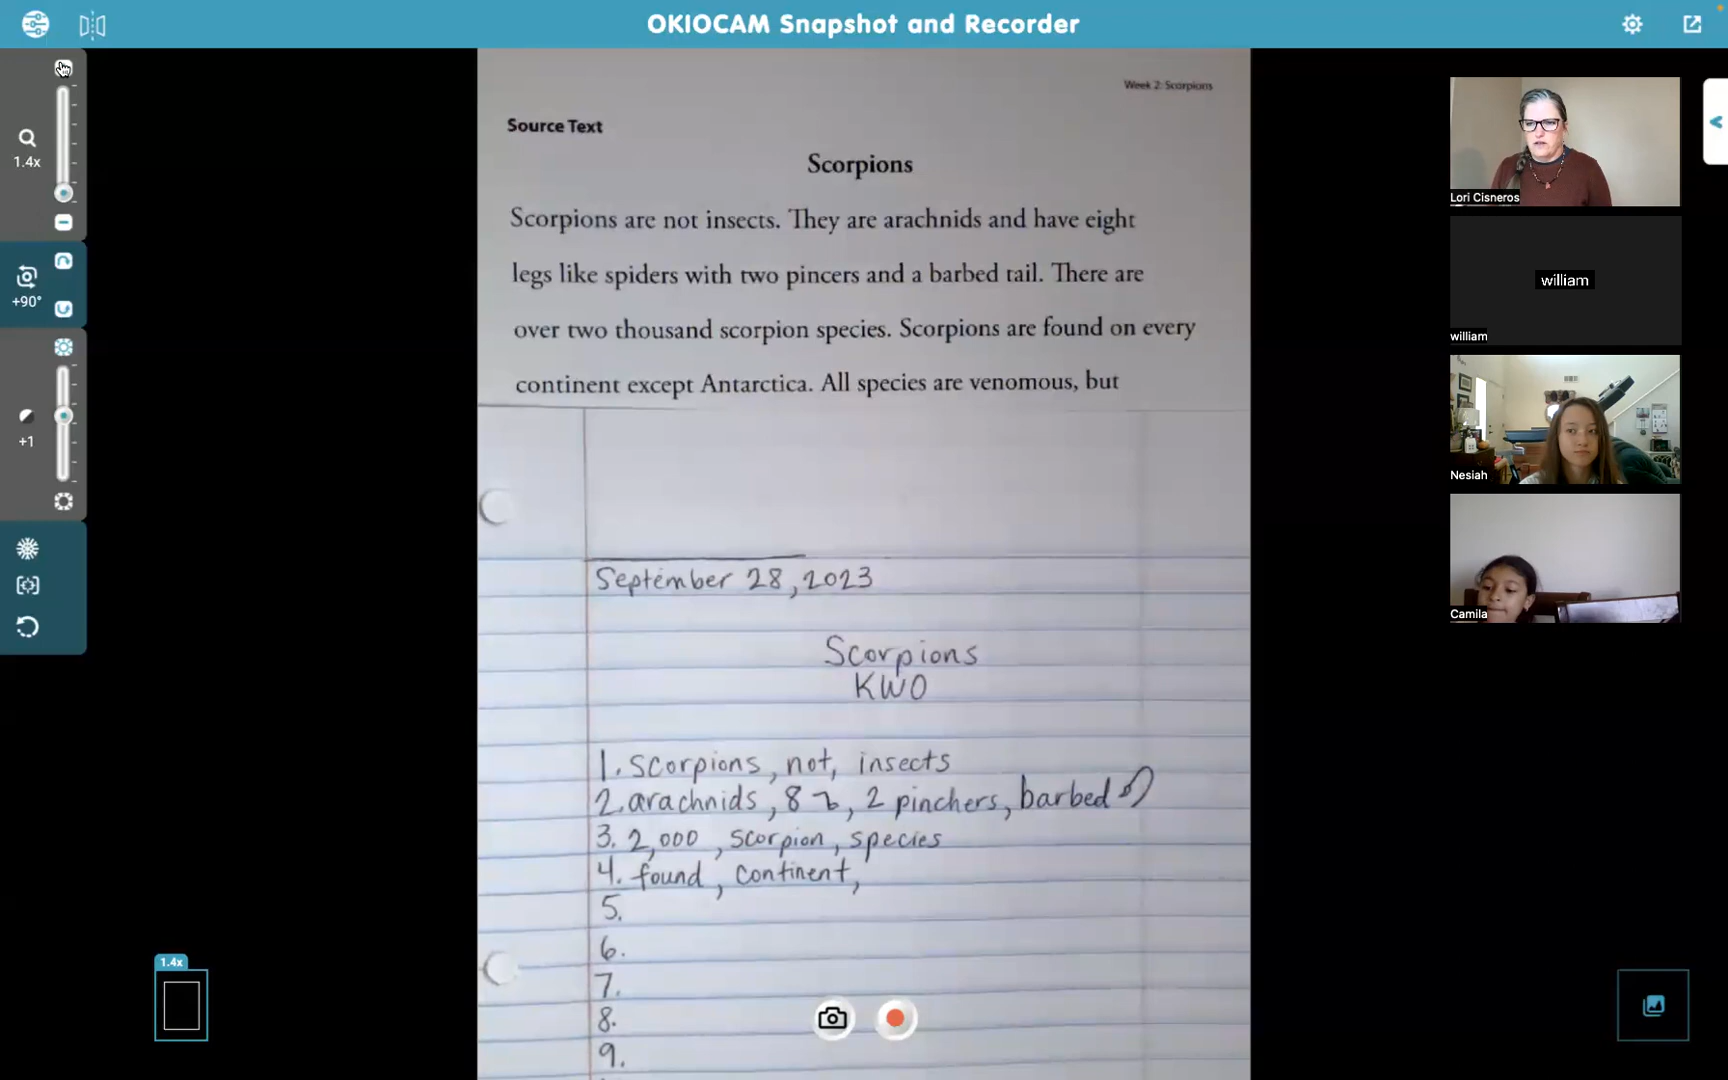 OKIOCAM Snapshot and Recorder
1.4x
+90°
+1
Week 2: Scorpions
Source Text
Scorpions
Scorpions are not insects. They are arachnids and have eight
legs like spiders with two pincers and a barbed tail. There are
over two thousand scorpion species. Scorpions are found on every
continent except Antarctica. All species are venomous, but
September 28, 2023
Scorpions
KWO
1. scorpions, not, insects
2. arachnids, 8, 2 pinchers, barbed
3. 2,000, scorpion, species
4. found, continent,
5.
6.
7.
8.
9.
1.4x
Lori Cisneros
william
william
Nesiah
Camila